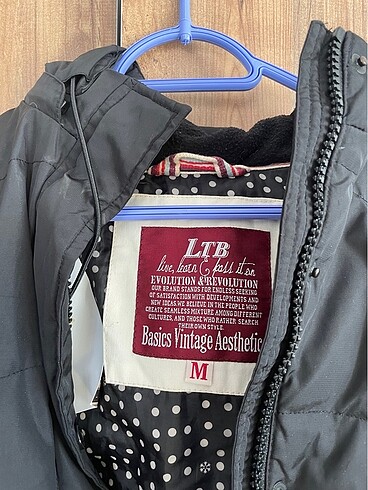 LTB
live, learn & pass it on
EVOLUTION & REVOLUTION
OUR BRAND STANDS FOR ENDLESS SEEKING
OF SATISFACTION WITH DEVELOPMENTS AND
NEW IDEAS.WE BELIEVE IN THE PEOPLE WHO
CREATE SEAMLESS MIXTURE AMONG DIFFERENT
CULTURES, AND THOSE WHO RATHER SEARCH
THEIR OWN STYLE.
Basics Vintage Aesthetic
M